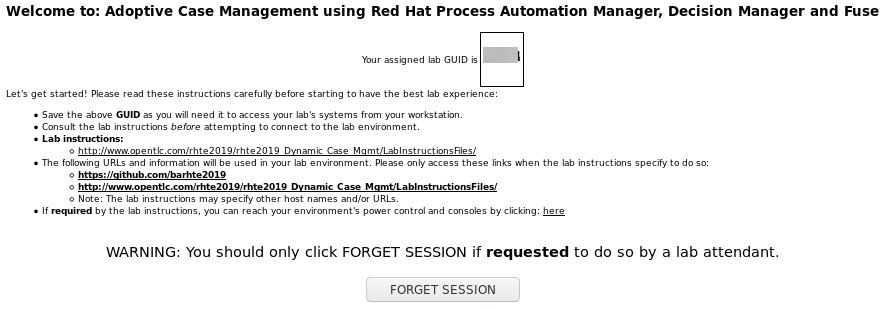 Welcome to: Adoptive Case Management using Red Hat Process Automation Manager, Decision Manager and Fuse
Your assigned lab GUID is
Let's get started! Please read these instructions carefully before starting to have the best lab experience:
• Save the above GUID as you will need it to access your lab's systems from your workstation.
• Consult the lab instructions before attempting to connect to the lab environment.
• Lab instructions:
◦ http://www.opentlc.com/rhte2019/rhte2019_Dynamic_Case_Mgmt/LabInstructionsFiles/
• The following URLs and information will be used in your lab environment. Please only access these links when the lab instructions specify to do so:
◦ https://github.com/barhte2019
◦ http://www.opentlc.com/rhte2019/rhte2019_Dynamic_Case_Mgmt/LabInstructionsFiles/
◦ Note: The lab instructions may specify other host names and/or URLs.
• If required by the lab instructions, you can reach your environment's power control and consoles by clicking: here
WARNING: You should only click FORGET SESSION if requested to do so by a lab attendant.
FORGET SESSION